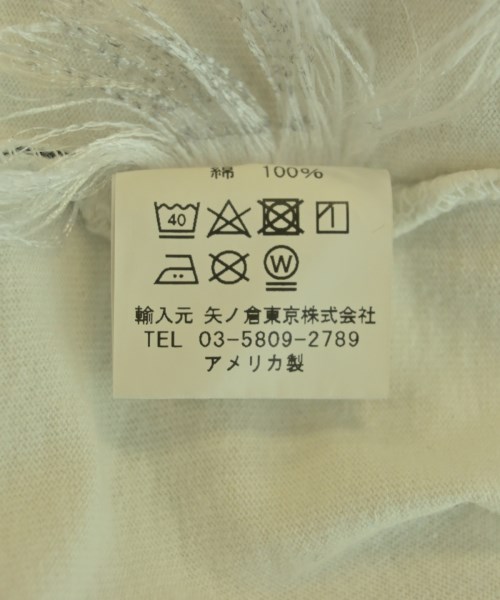 綿 100%
40
W
輸入元 矢ノ倉東京株式会社
TEL 03-5809-2789
アメリカ製